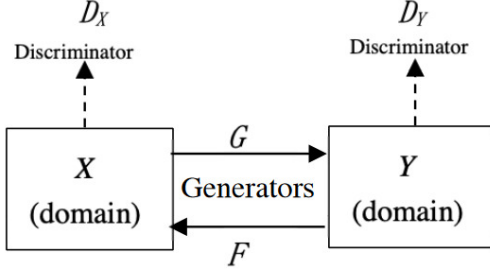 D_X
D_Y
Discriminator
Discriminator
G
X
(domain)
Generators
Y
(domain)
F